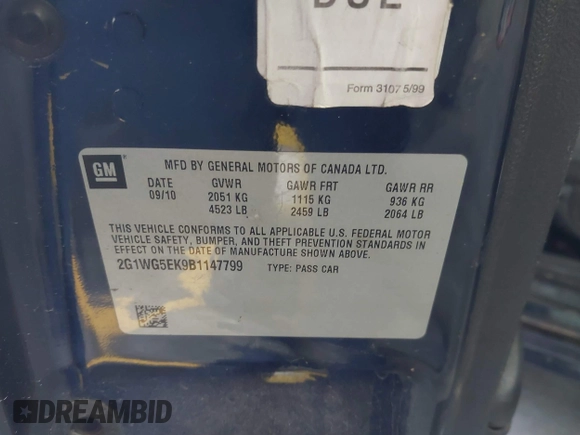 DUE
Form 3107 5/99
GM
MFD BY GENERAL MOTORS OF CANADA LTD.
DATE GVWR GAWR FRT GAWR RR
09/10 2051 KG 1115 KG 936 KG
4523 LB 2459 LB 2064 LB
THIS VEHICLE CONFORMS TO ALL APPLICABLE U.S. FEDERAL MOTOR
VEHICLE SAFETY, BUMPER, AND THEFT PREVENTION STANDARDS IN
EFFECT ON THE DATE OF MANUFACTURE SHOWN ABOVE.
2G1WG5EK9B1147799 TYPE: PASS CAR
DREAMBID